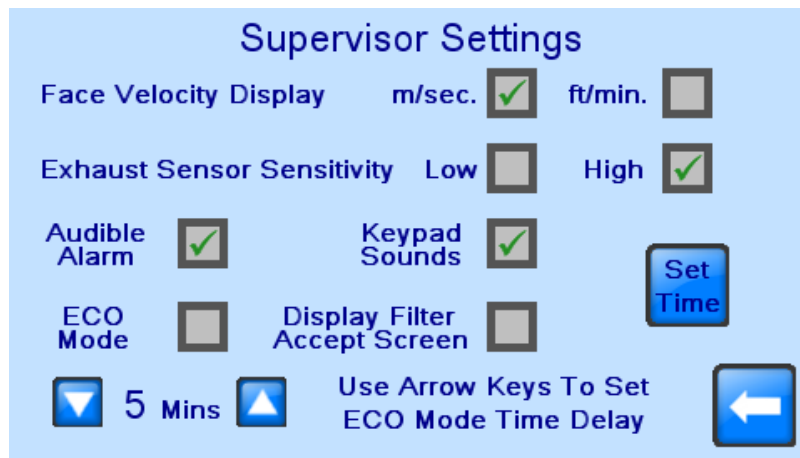 Supervisor Settings
Face Velocity Display m/sec. ft/min.
Exhaust Sensor Sensitivity Low High
Audible
Alarm
Keypad
Sounds
Set
Time
ECO
Mode
Display Filter
Accept Screen
5 Mins
Use Arrow Keys To Set
ECO Mode Time Delay